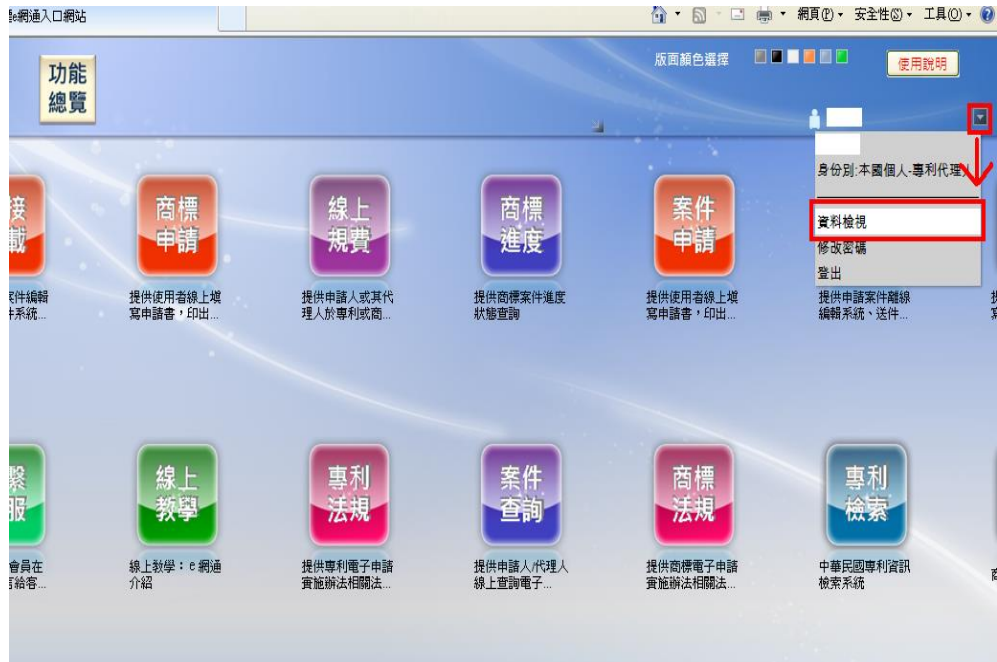 e網通入口網站
網頁(P)
安全性(S)
工具(O)
功能
總覽
版面顏色選擇
使用說明
身份別:本國個人-專利代理人
資料檢視
修改密碼
登出
接
載
商標
申請
線上
規費
商標
進度
案件
申請
案件編輯
件系統...
提供使用者線上填
寫申請書，印出...
提供申請人或其代
理人於專利或商...
提供商標案件進度
狀態查詢
提供使用者線上填
寫申請書，印出...
提供申請案件離線
編輯系統、送件...
繫
服
線上
教學
專利
法規
案件
查詢
商標
法規
專利
檢索
會員在
言給客...
線上教學：e網通
介紹
提供專利電子申請
實施辦法相關法...
提供申請人/代理人
線上查詢電子...
提供商標電子申請
實施辦法相關法...
中華民國專利資訊
檢索系統
商